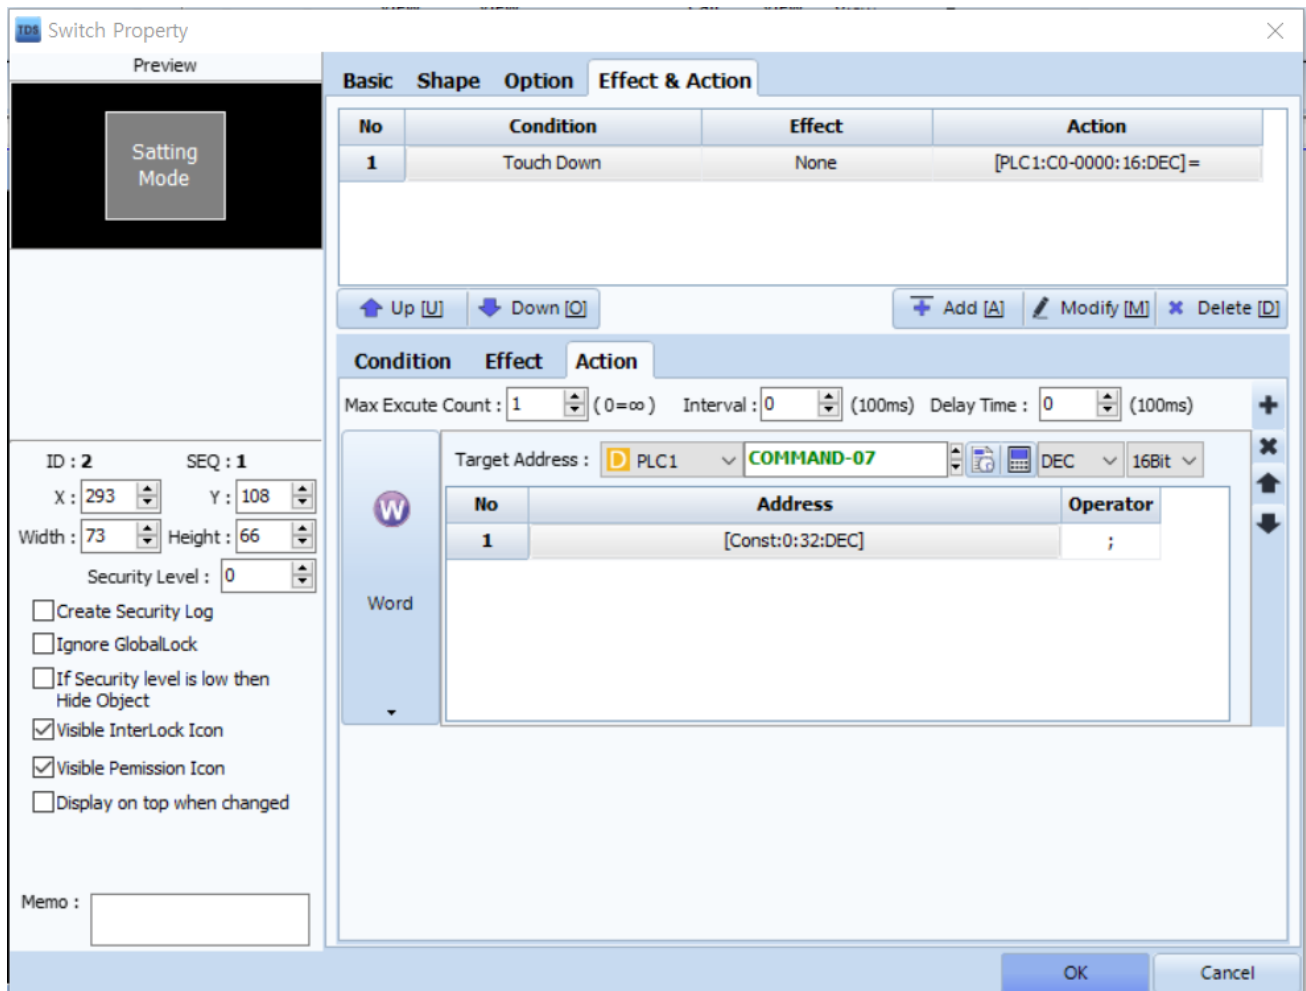 TDS Switch Property
Preview
Satting
Mode
Basic Shape Option Effect & Action
No Condition Effect Action
1 Touch Down None [PLC1:C0-0000:16:DEC]=
Up [U] Down [O] Add [A] Modify [M] Delete [D]
Condition Effect Action
Max Excute Count : 1 ( 0=∞ ) Interval : 0 (100ms) Delay Time : 0 (100ms)
W
Word
Target Address : D PLC1 COMMAND-07 DEC 16Bit
No Address Operator
1 [Const:0:32:DEC] ;
ID : 2 SEQ : 1
X : 293 Y : 108
Width : 73 Height : 66
Security Level : 0
Create Security Log
Ignore GlobalLock
If Security level is low then
Hide Object
Visible InterLock Icon
Visible Pemission Icon
Display on top when changed
Memo :
OK Cancel